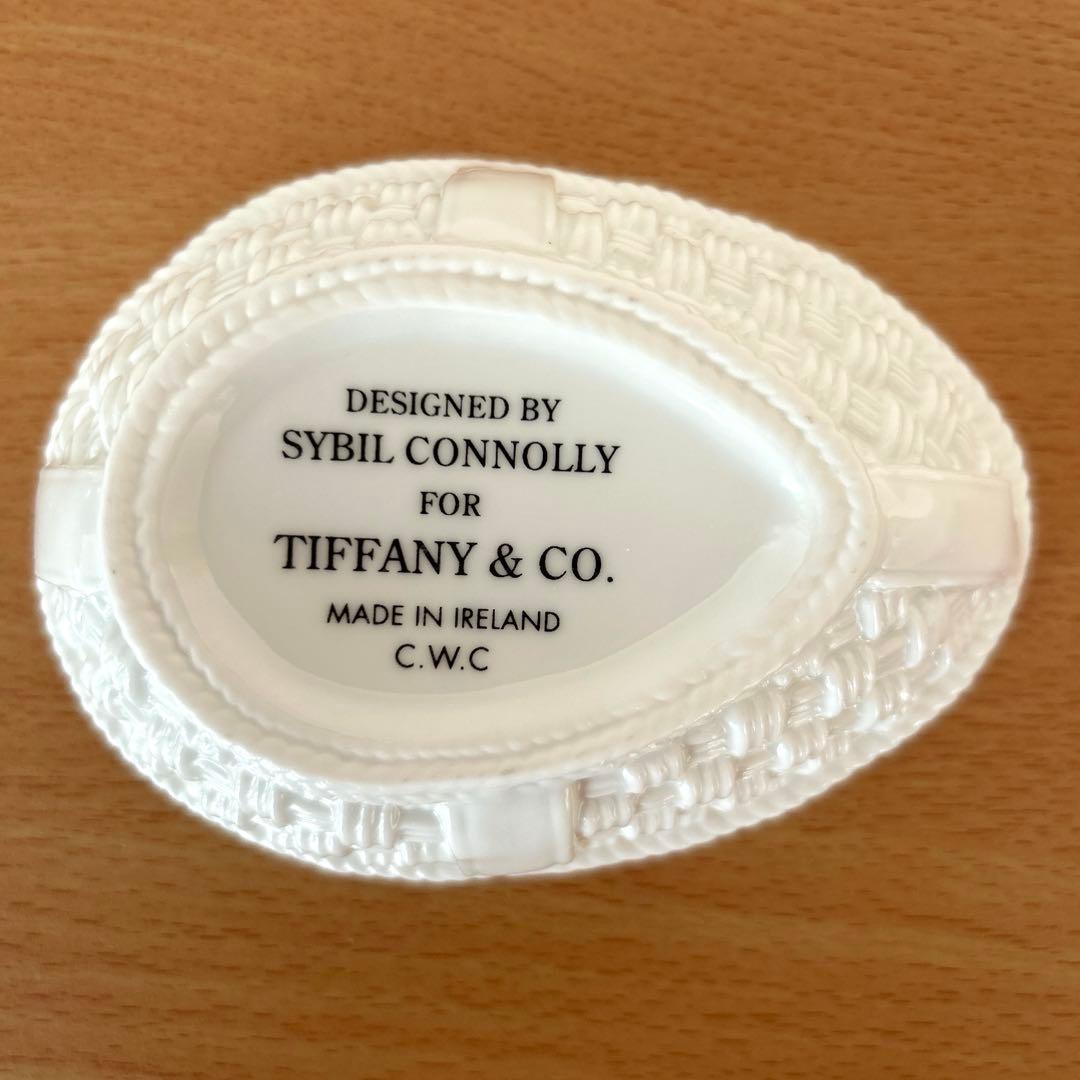 DESIGNED BY
SYBIL CONNOLLY
FOR
TIFFANY & CO.
MADE IN IRELAND
C.W.C